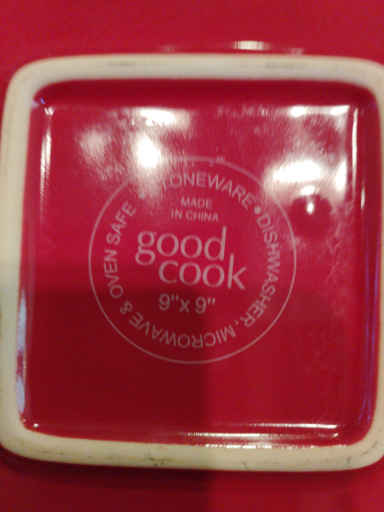 STONEWARE • DISHWASHER, MICROWAVE & OVEN SAFE
MADE
IN CHINA
good
cook
9"x 9"